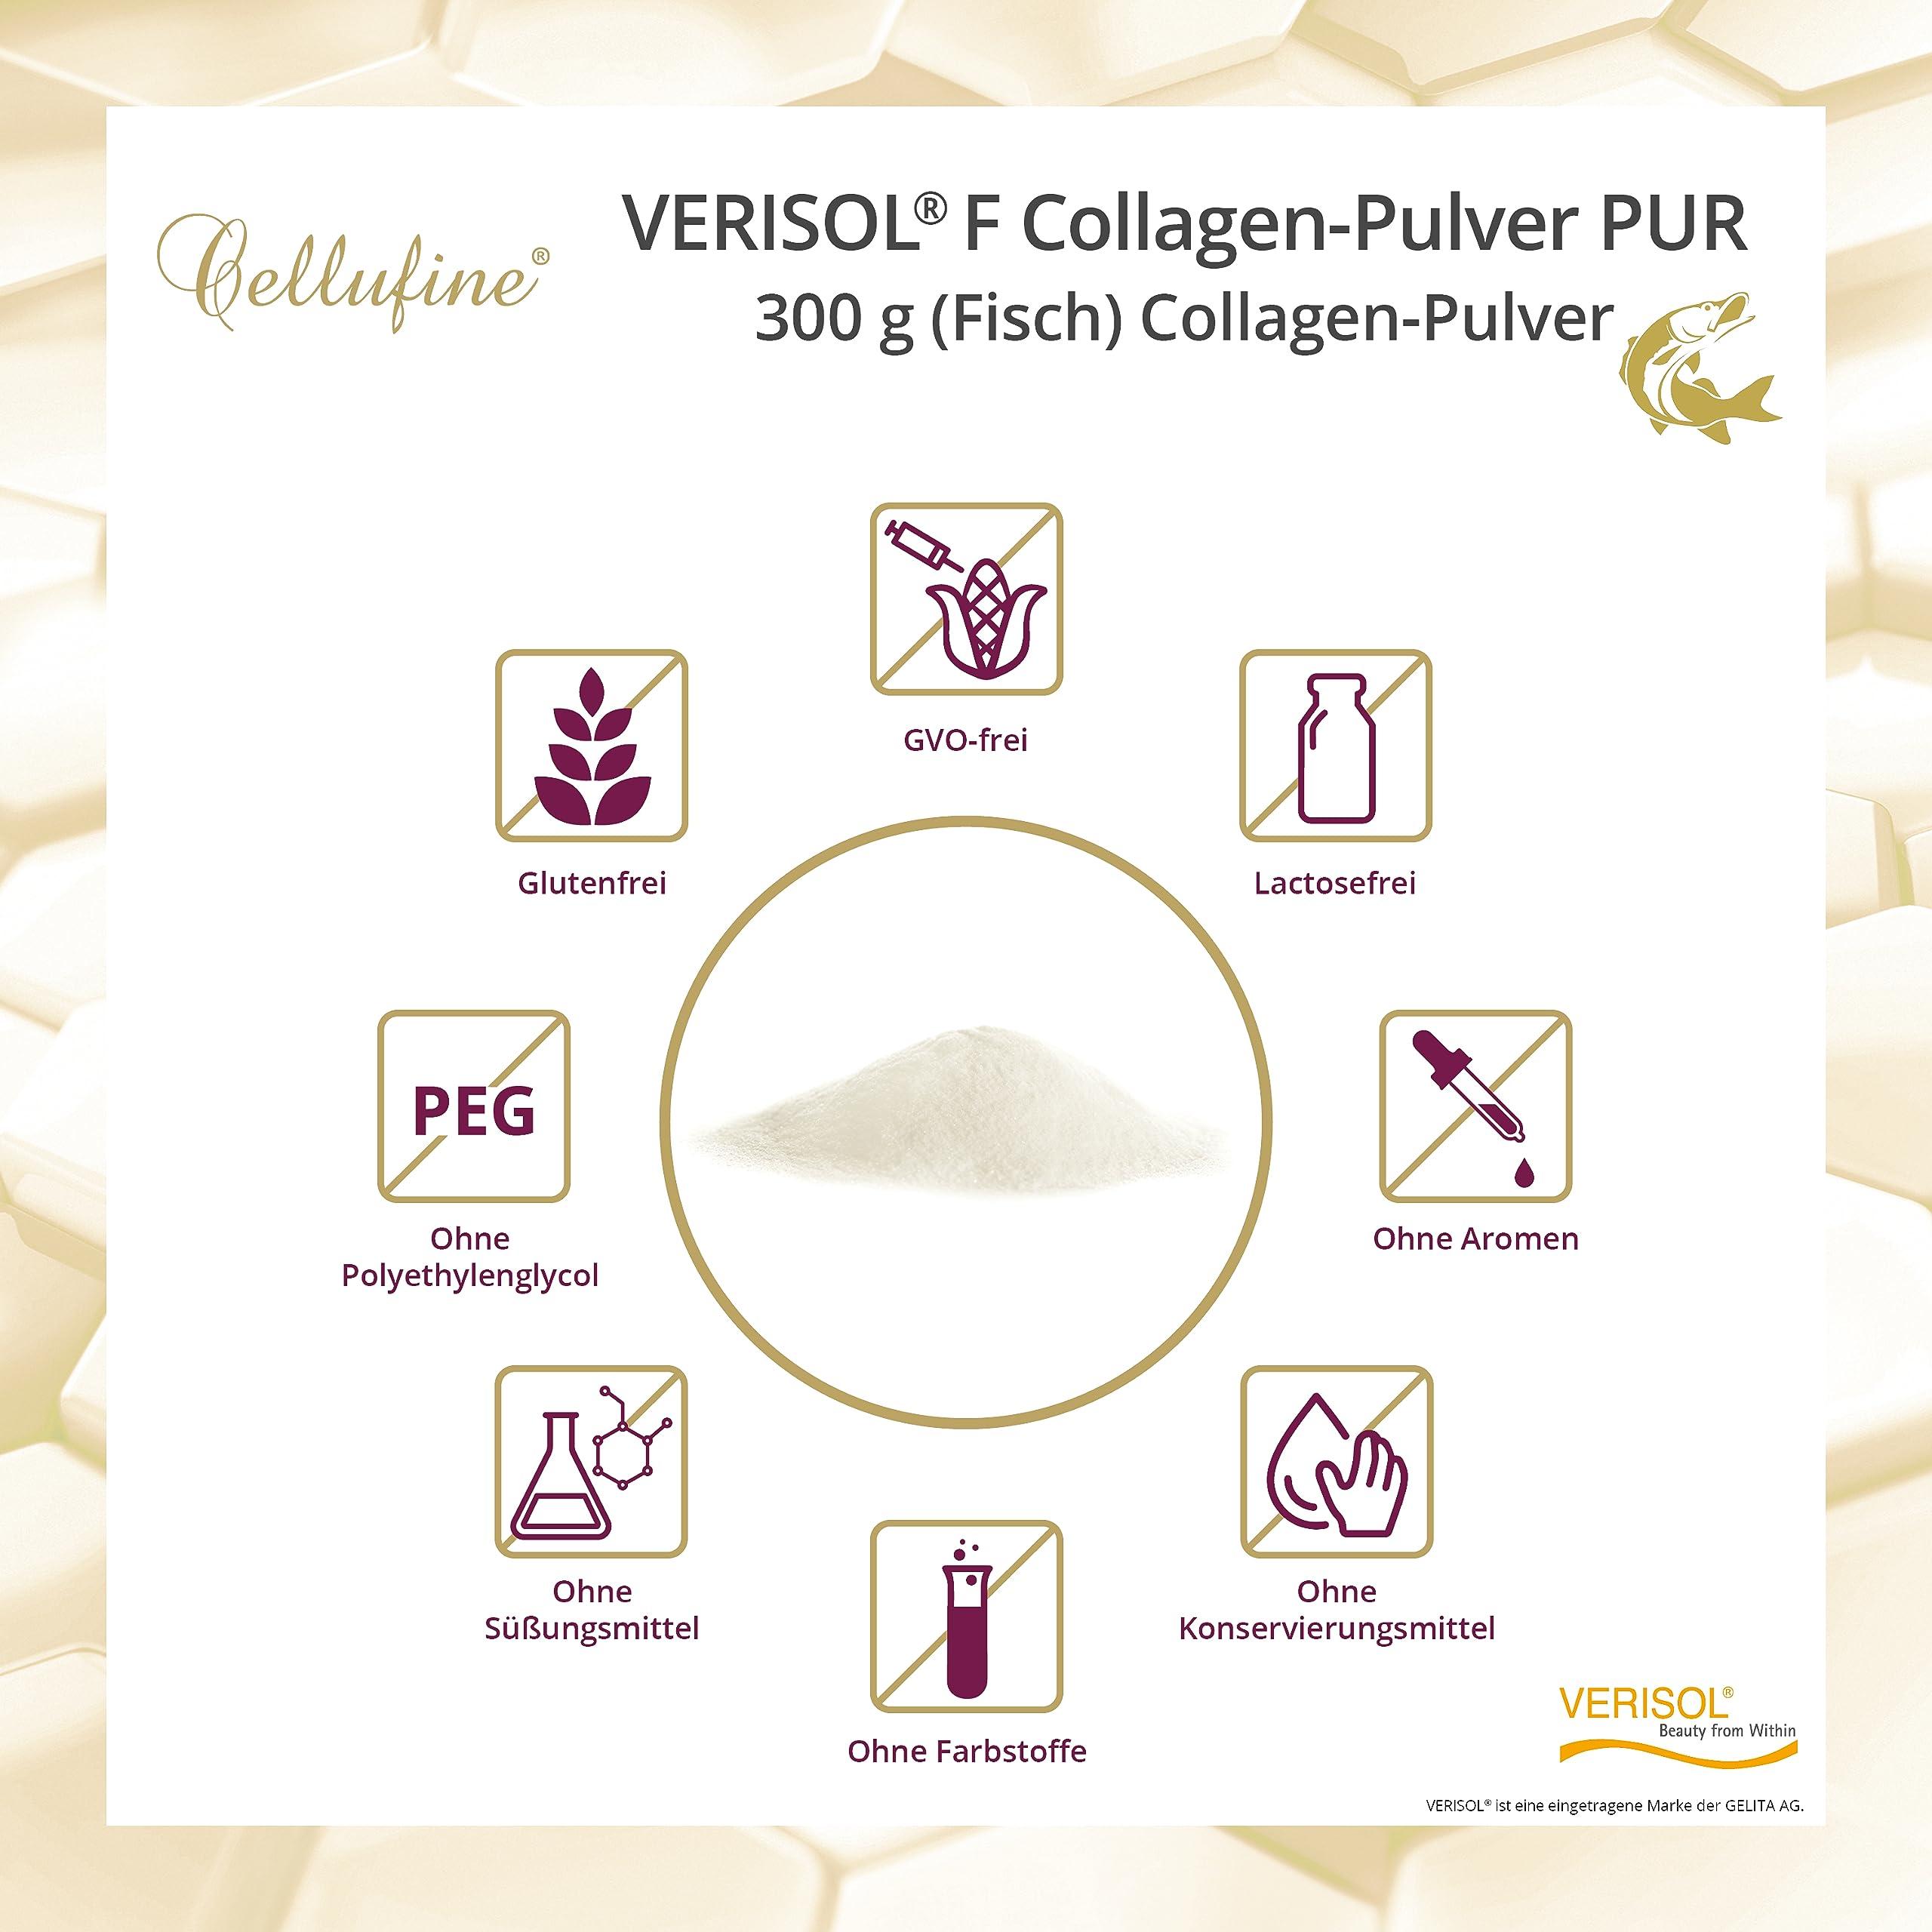 Cellufine®
VERISOL® F Collagen-Pulver PUR
300 g (Fisch) Collagen-Pulver
GVO-frei
Glutenfrei
Lactosefrei
PEG
Ohne
Polyethylenglycol
Ohne Aromen
Ohne
Süßungsmittel
Ohne
Konservierungsmittel
Ohne Farbstoffe
VERISOL®
Beauty from Within
VERISOL® ist eine eingetragene Marke der GELITA AG.